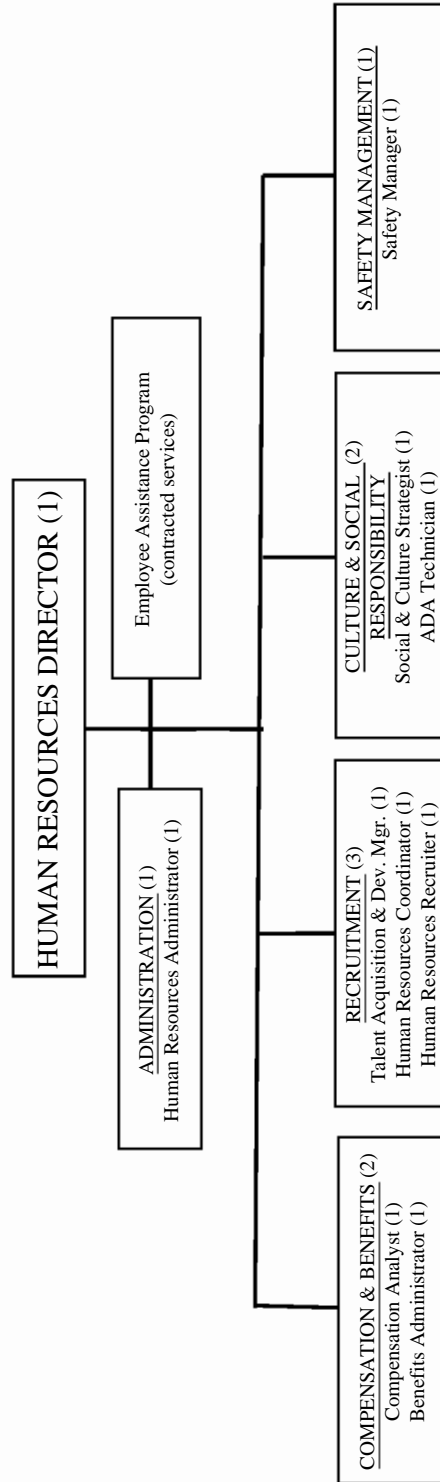 HUMAN RESOURCES DIRECTOR (1)
ADMINISTRATION (1)
Human Resources Administrator (1)
Employee Assistance Program
(contracted services)
COMPENSATION & BENEFITS (2)
Compensation Analyst (1)
Benefits Administrator (1)
RECRUITMENT (3)
Talent Acquisition & Dev. Mgr. (1)
Human Resources Coordinator (1)
Human Resources Recruiter (1)
CULTURE & SOCIAL (2)
RESPONSIBILITY
Social & Culture Strategist (1)
ADA Technician (1)
SAFETY MANAGEMENT (1)
Safety Manager (1)